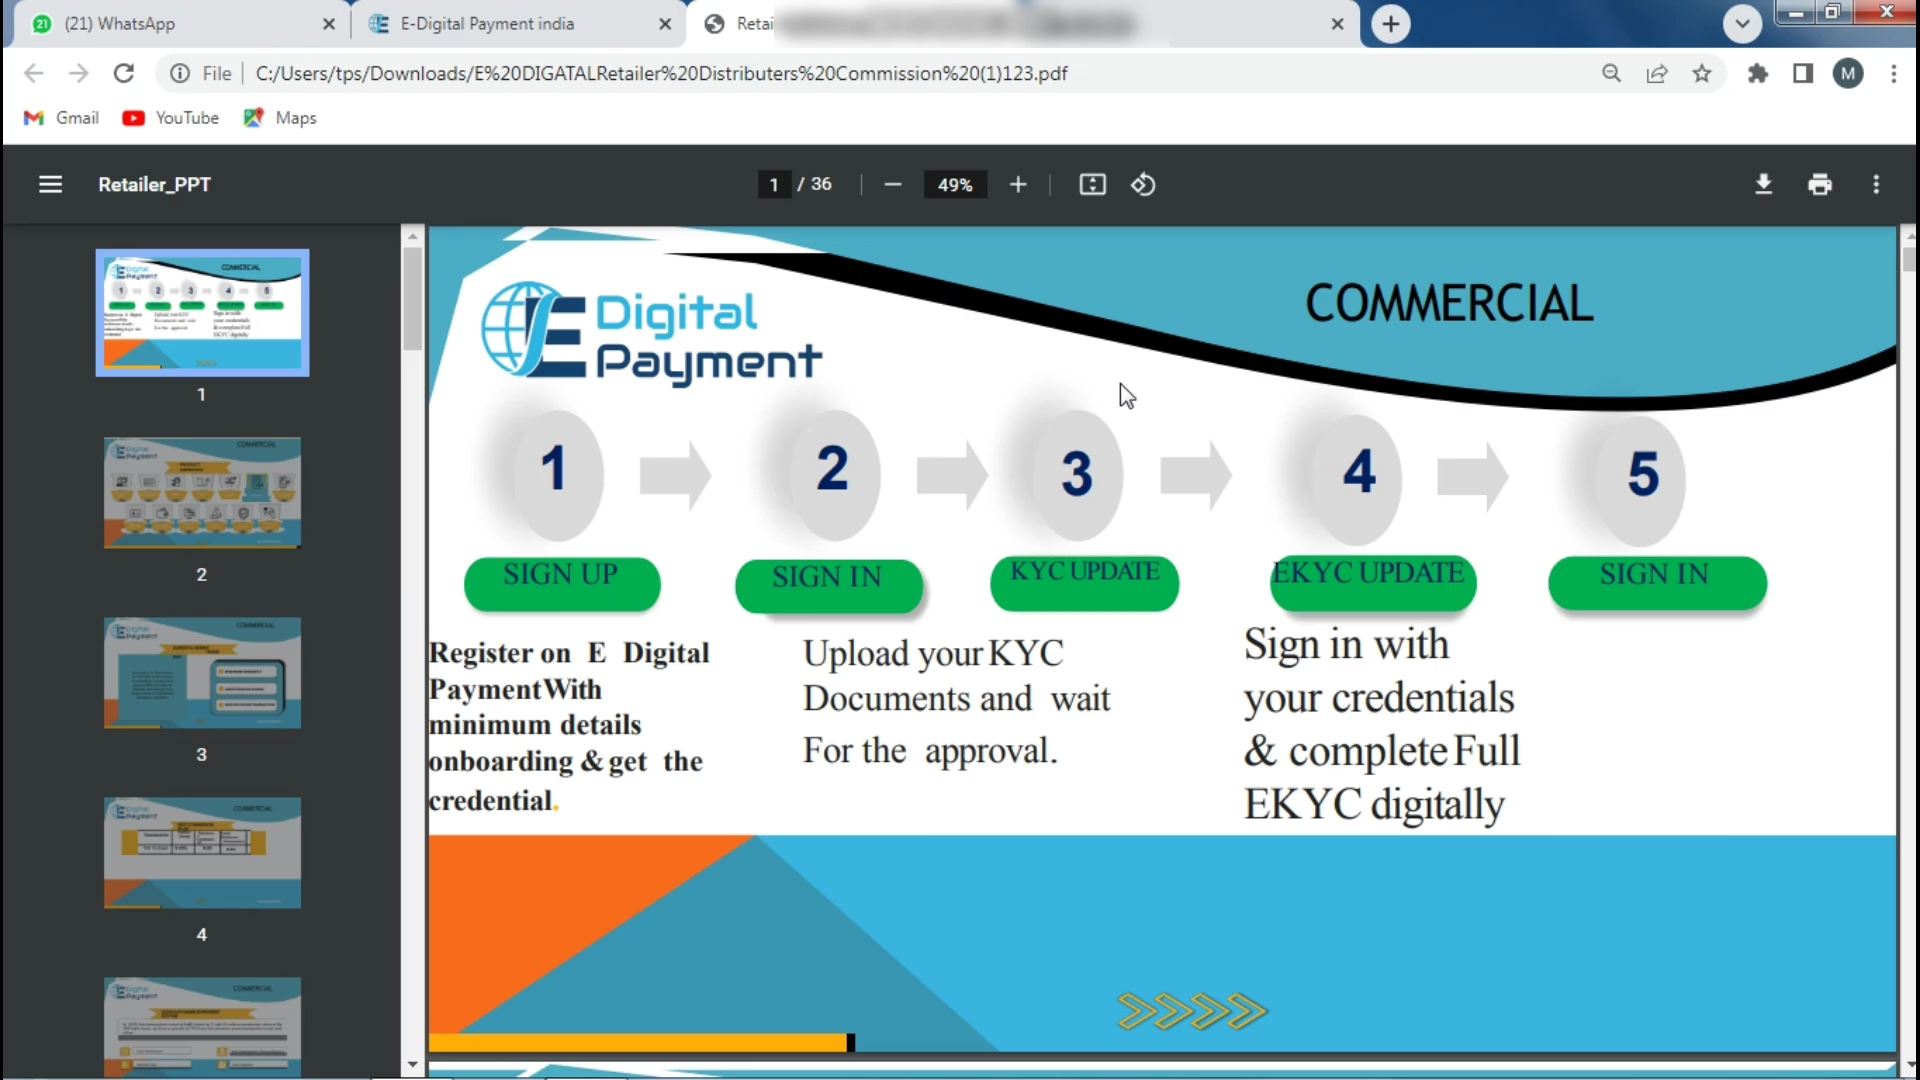 21
(21) WhatsApp
E-Digital Payment india
Retai
File
C:/Users/tps/Downloads/E%20DIGATALRetailer%20Distributers%20Commission%20(1)123.pdf
M
Gmail
YouTube
Maps
Retailer_PPT
1 / 36
49%
1
2
3
4
COMMERCIAL
E Digital
Payment
1
2
3
4
5
SIGN UP
SIGN IN
KYC UPDATE
EKYC UPDATE
SIGN IN
Register on E Digital
PaymentWith
minimum details
onboarding & get the
credential.
Upload your KYC
Documents and wait
For the approval.
Sign in with
your credentials
& complete Full
EKYC digitally